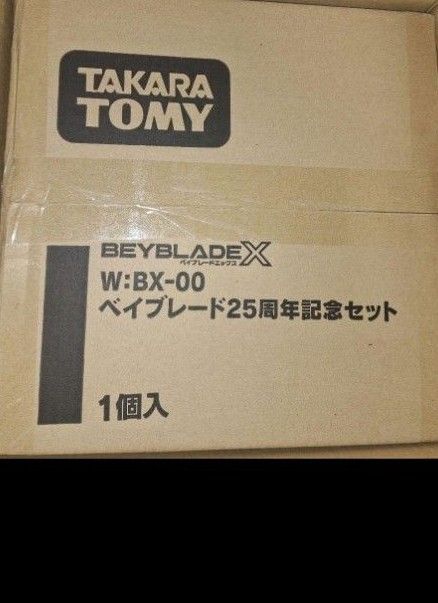 TAKARA
TOMY
BEYBLADE X
ベイブレードエックス
W:BX-00
ベイブレード25周年記念セット
1個入